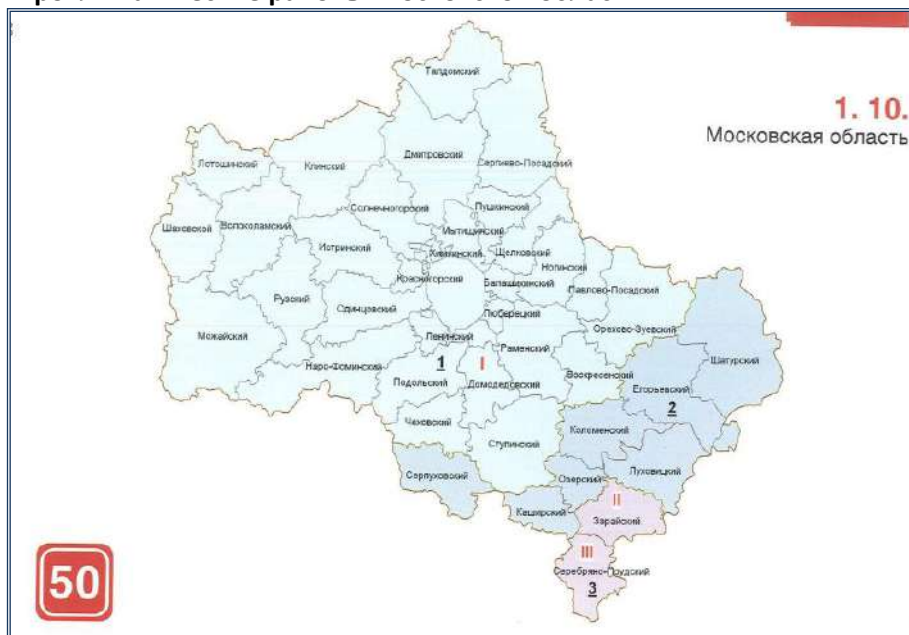 1. 10.
Московская область
Талдомский
Лотошинский
Клинский
Дмитровский
Сергиево-Посадский
Солнечногорский
Пушкинский
Шаховской
Волоколамский
Истринский
Мытищинский
Химкинский
Щелковский
Ногинский
Красногорский
Балашихинский
Павлово-Посадский
Рузский
Одинцовский
Люберецкий
Можайский
Ленинский
Орехово-Зуевский
Раменский
Шатурский
Наро-Фоминский
1
I
Воскресенский
Подольский
Домодедовский
Егорьевский
2
Чеховский
Коломенский
Ступинский
Серпуховский
Озерский
Луховицкий
Каширский
II
Зарайский
III
Серебряно-Прудский
3
50